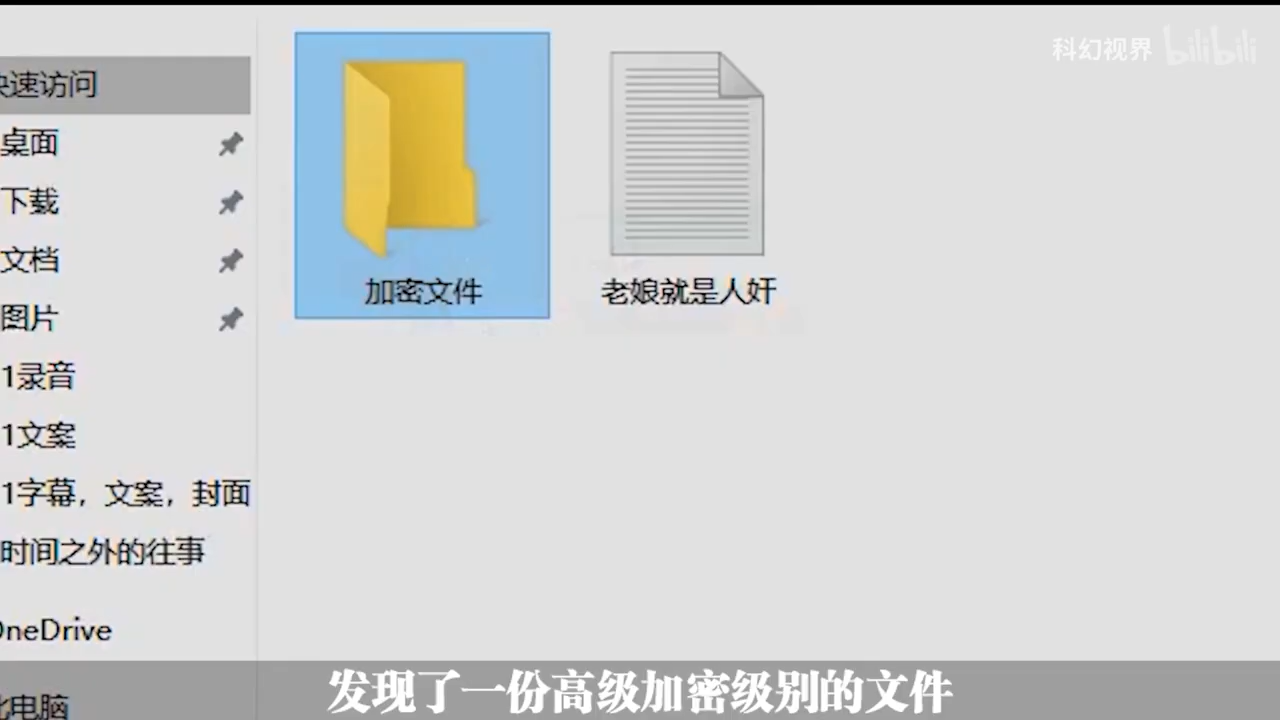 科幻视界 bilibili
快速访问
桌面
下载
文档
图片
1录音
1文案
1字幕，文案，封面
时间之外的往事
OneDrive
此电脑
加密文件
老娘就是人奸
发现了一份高级加密级别的文件